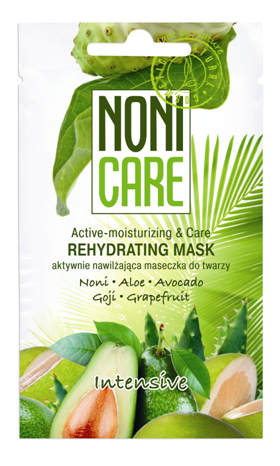 NONI
CARE
Active-moisturizing & Care
REHYDRATING MASK
aktywnie nawilżająca maseczka do twarzy
Noni • Aloe • Avocado
Goji • Grapefruit
Intensive